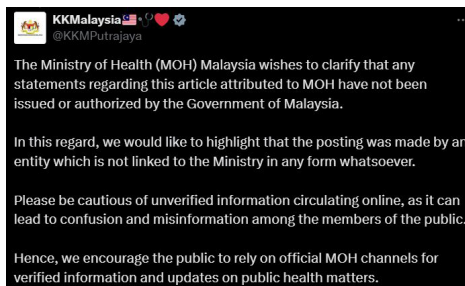 KKMalaysia🇲🇾🩺❤️
@KKMPutrajaya
The Ministry of Health (MOH) Malaysia wishes to clarify that any
statements regarding this article attributed to MOH have not been
issued or authorized by the Government of Malaysia.
In this regard, we would like to highlight that the posting was made by an
entity which is not linked to the Ministry in any form whatsoever.
Please be cautious of unverified information circulating online, as it can
lead to confusion and misinformation among the members of the public.
Hence, we encourage the public to rely on official MOH channels for
verified information and updates on public health matters.